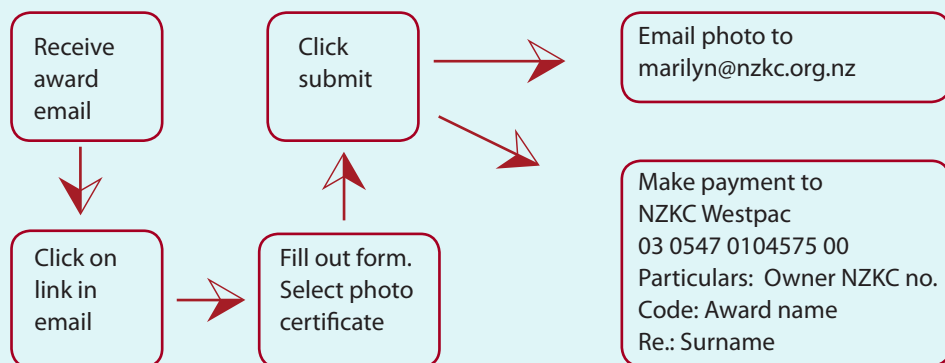 Receive
award
email
Click on
link in
email
Fill out form.
Select photo
certificate
Click
submit
Email photo to
marilyn@nzkc.org.nz
Make payment to
NZKC Westpac
03 0547 0104575 00
Particulars:  Owner NZKC no.
Code: Award name
Re.: Surname